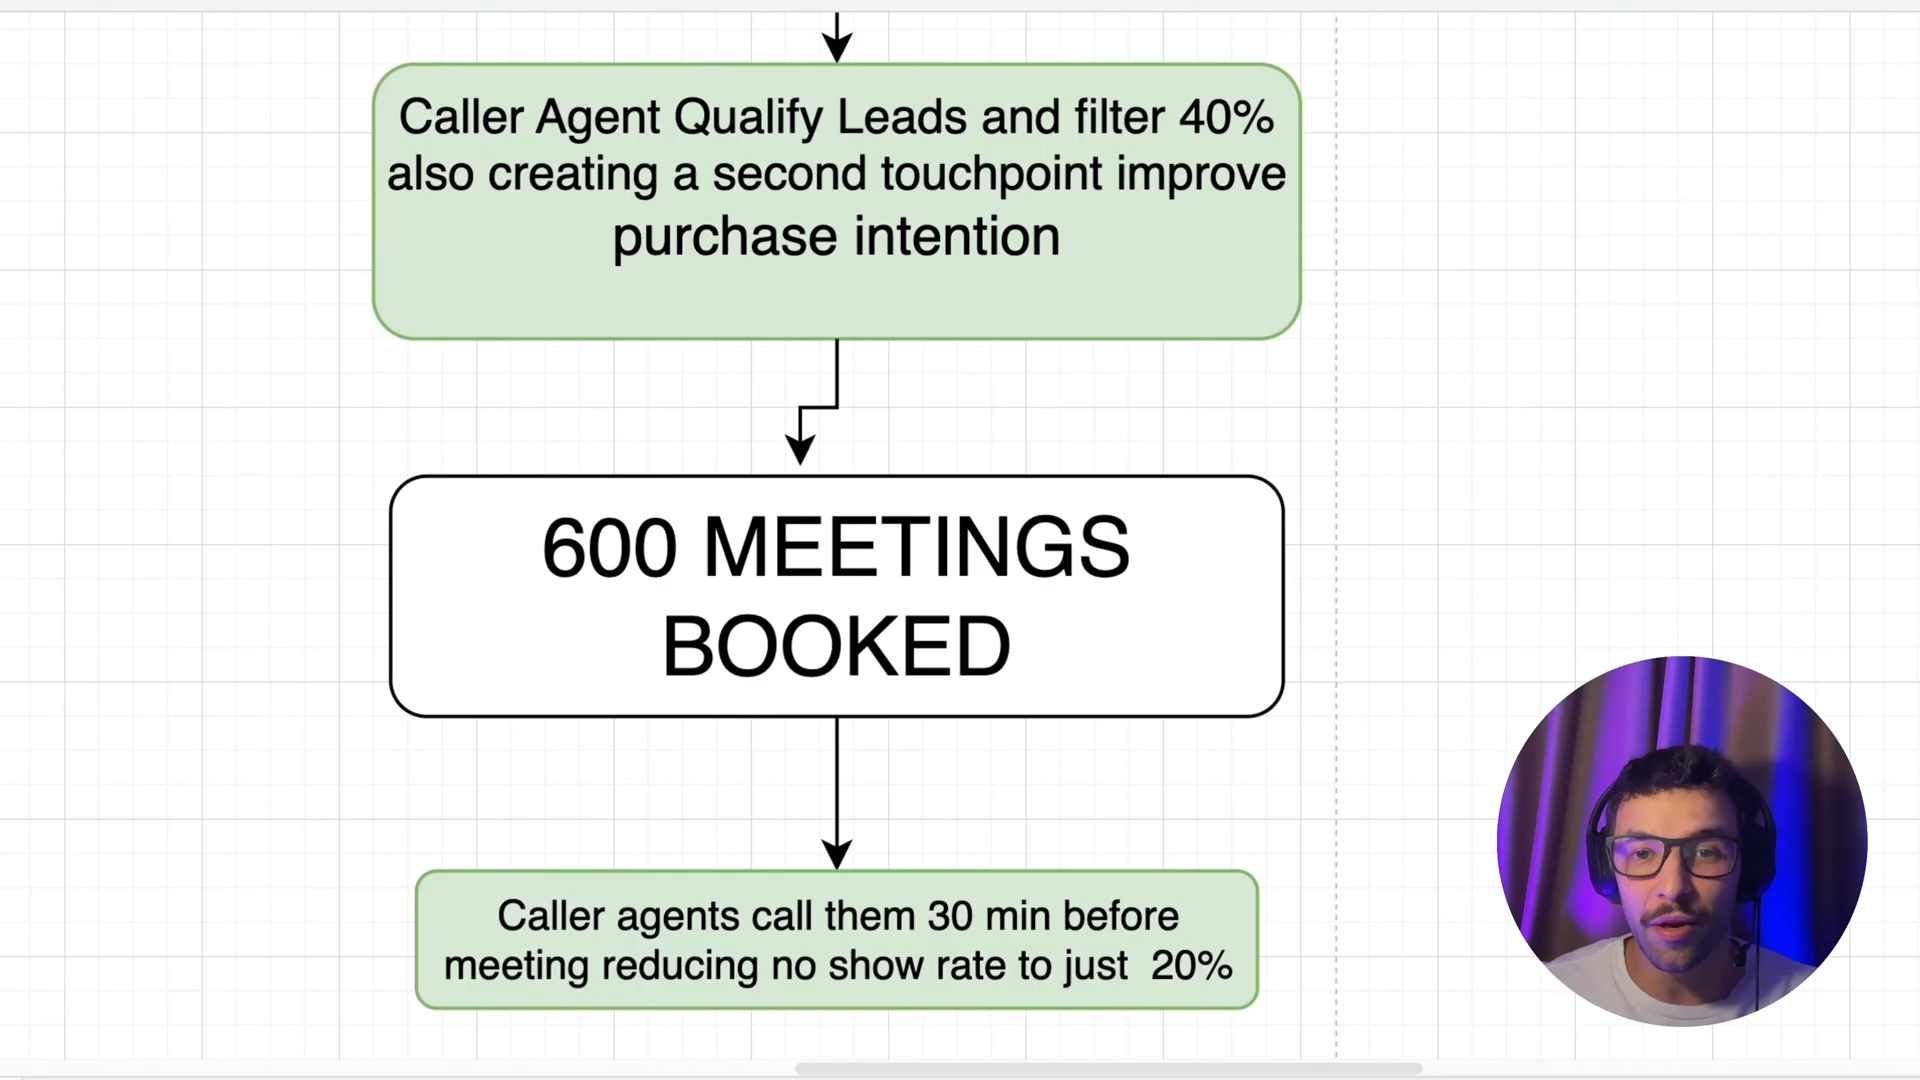 Caller Agent Qualify Leads and filter 40%
also creating a second touchpoint improve
purchase intention
600 MEETINGS
BOOKED
Caller agents call them 30 min before
meeting reducing no show rate to just  20%